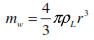 m_w = \frac{4}{3} \pi \rho_L r^3